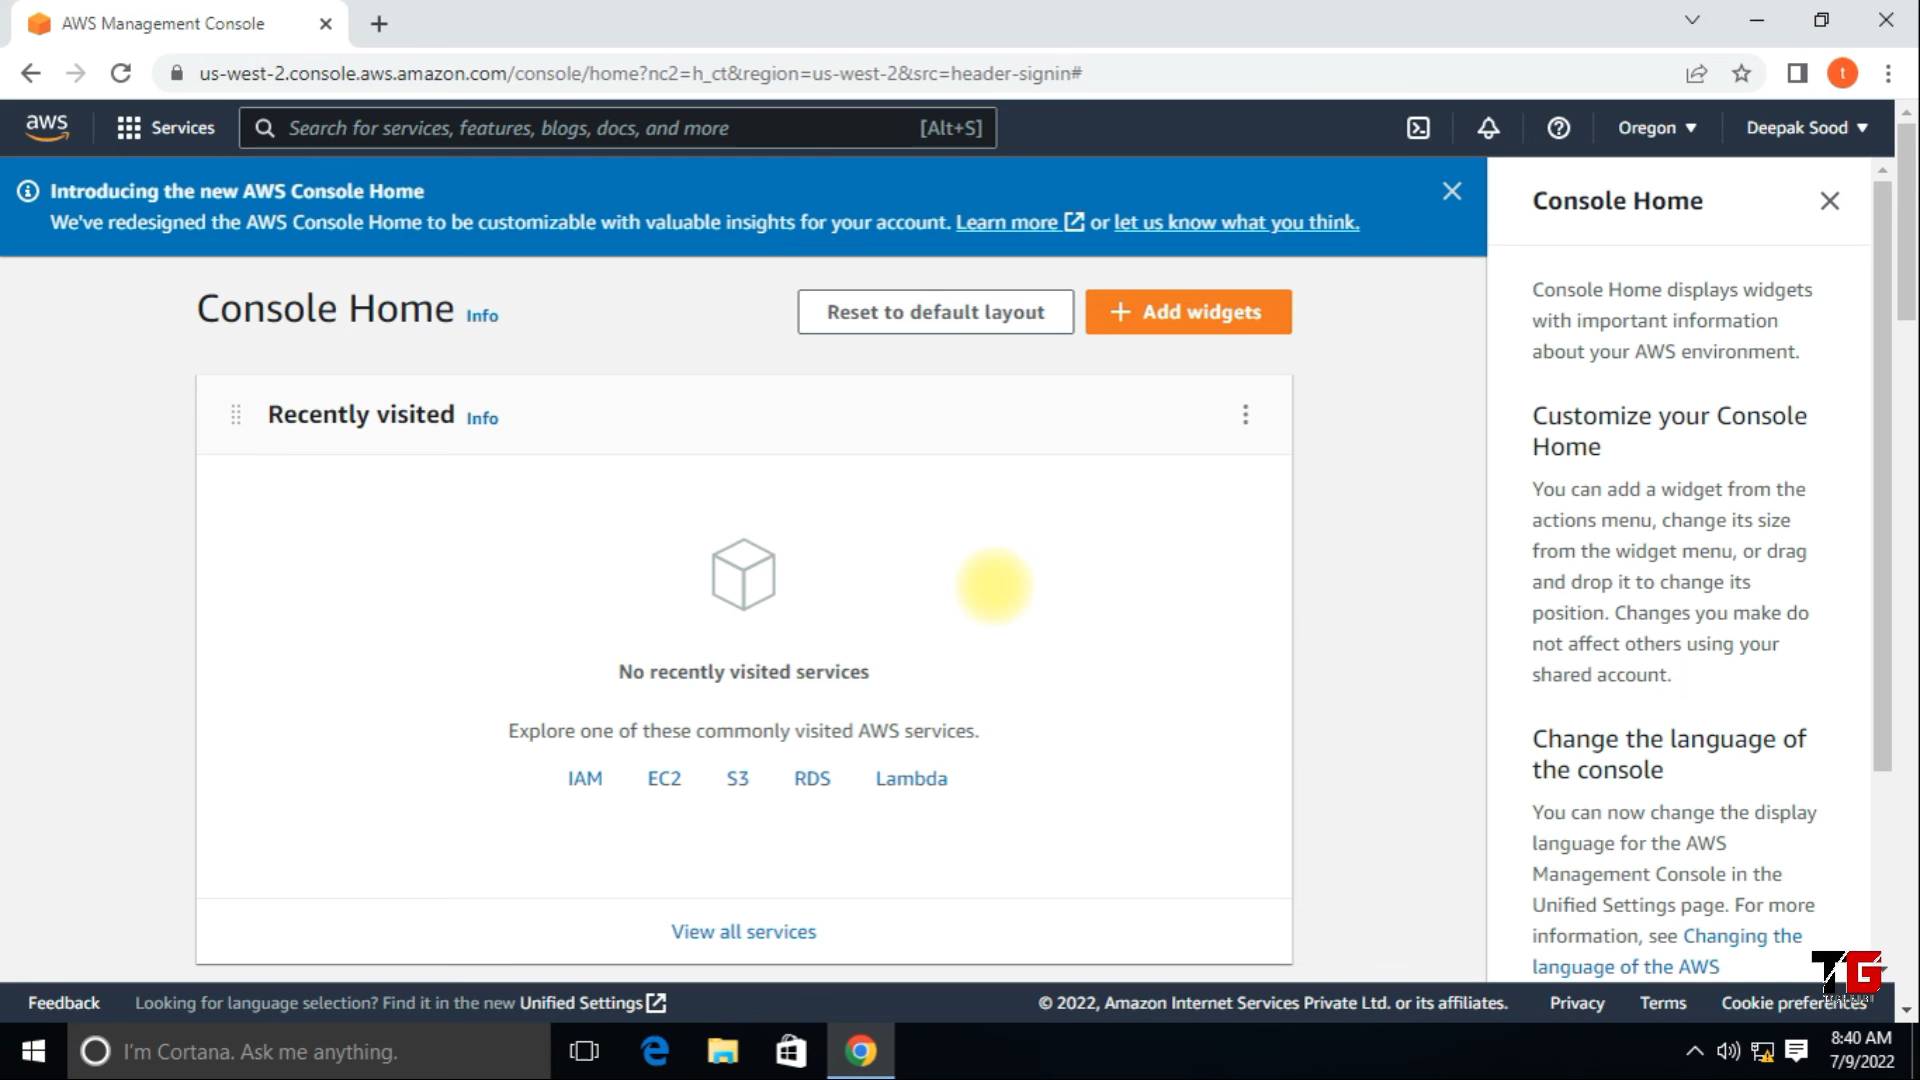 AWS Management Console
us-west-2.console.aws.amazon.com/console/home?nc2=h_ct&region=us-west-2&src=header-signin#
t
aws
Services
Search for services, features, blogs, docs, and more
[Alt+S]
Oregon
Deepak Sood
Introducing the new AWS Console Home
We've redesigned the AWS Console Home to be customizable with valuable insights for your account. Learn more or let us know what you think.
Console Home Info
Reset to default layout
Add widgets
Recently visited Info
No recently visited services
Explore one of these commonly visited AWS services.
IAM EC2 S3 RDS Lambda
View all services
Console Home
Console Home displays widgets
with important information
about your AWS environment.
Customize your Console
Home
You can add a widget from the
actions menu, change its size
from the widget menu, or drag
and drop it to change its
position. Changes you make do
not affect others using your
shared account.
Change the language of
the console
You can now change the display
language for the AWS
Management Console in the
Unified Settings page. For more
information, see Changing the
language of the AWS
TG
Feedback
Looking for language selection? Find it in the new Unified Settings
© 2022, Amazon Internet Services Private Ltd. or its affiliates.
Privacy
Terms
Cookie preferences
I'm Cortana. Ask me anything.
8:40 AM
7/9/2022